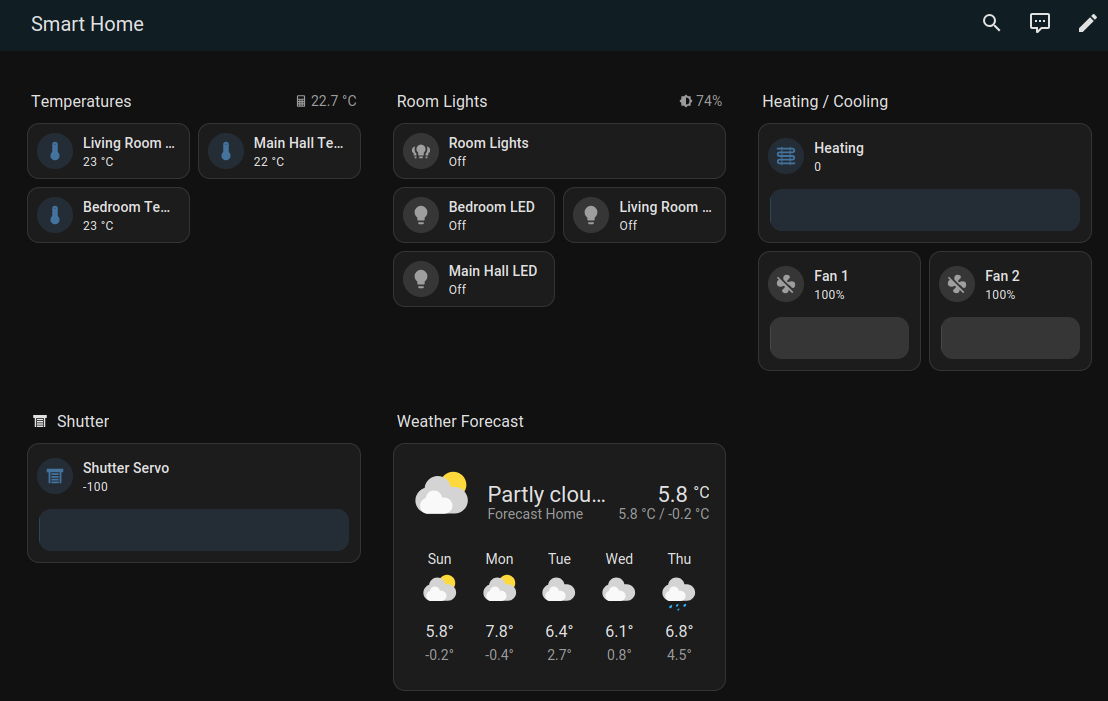 Smart Home
Temperatures 22.7 °C
Living Room ... Main Hall Te...
23 °C 22 °C
Bedroom Te...
23 °C
Room Lights 74%
Room Lights
Off
Bedroom LED Living Room ...
Off Off
Main Hall LED
Off
Heating / Cooling
Heating
0
Fan 1 Fan 2
100% 100%
Shutter
Shutter Servo
-100
Weather Forecast
Partly clou... 5.8 °C
Forecast Home 5.8 °C / -0.2 °C
Sun Mon Tue Wed Thu
5.8° 7.8° 6.4° 6.1° 6.8°
-0.2° -0.4° 2.7° 0.8° 4.5°